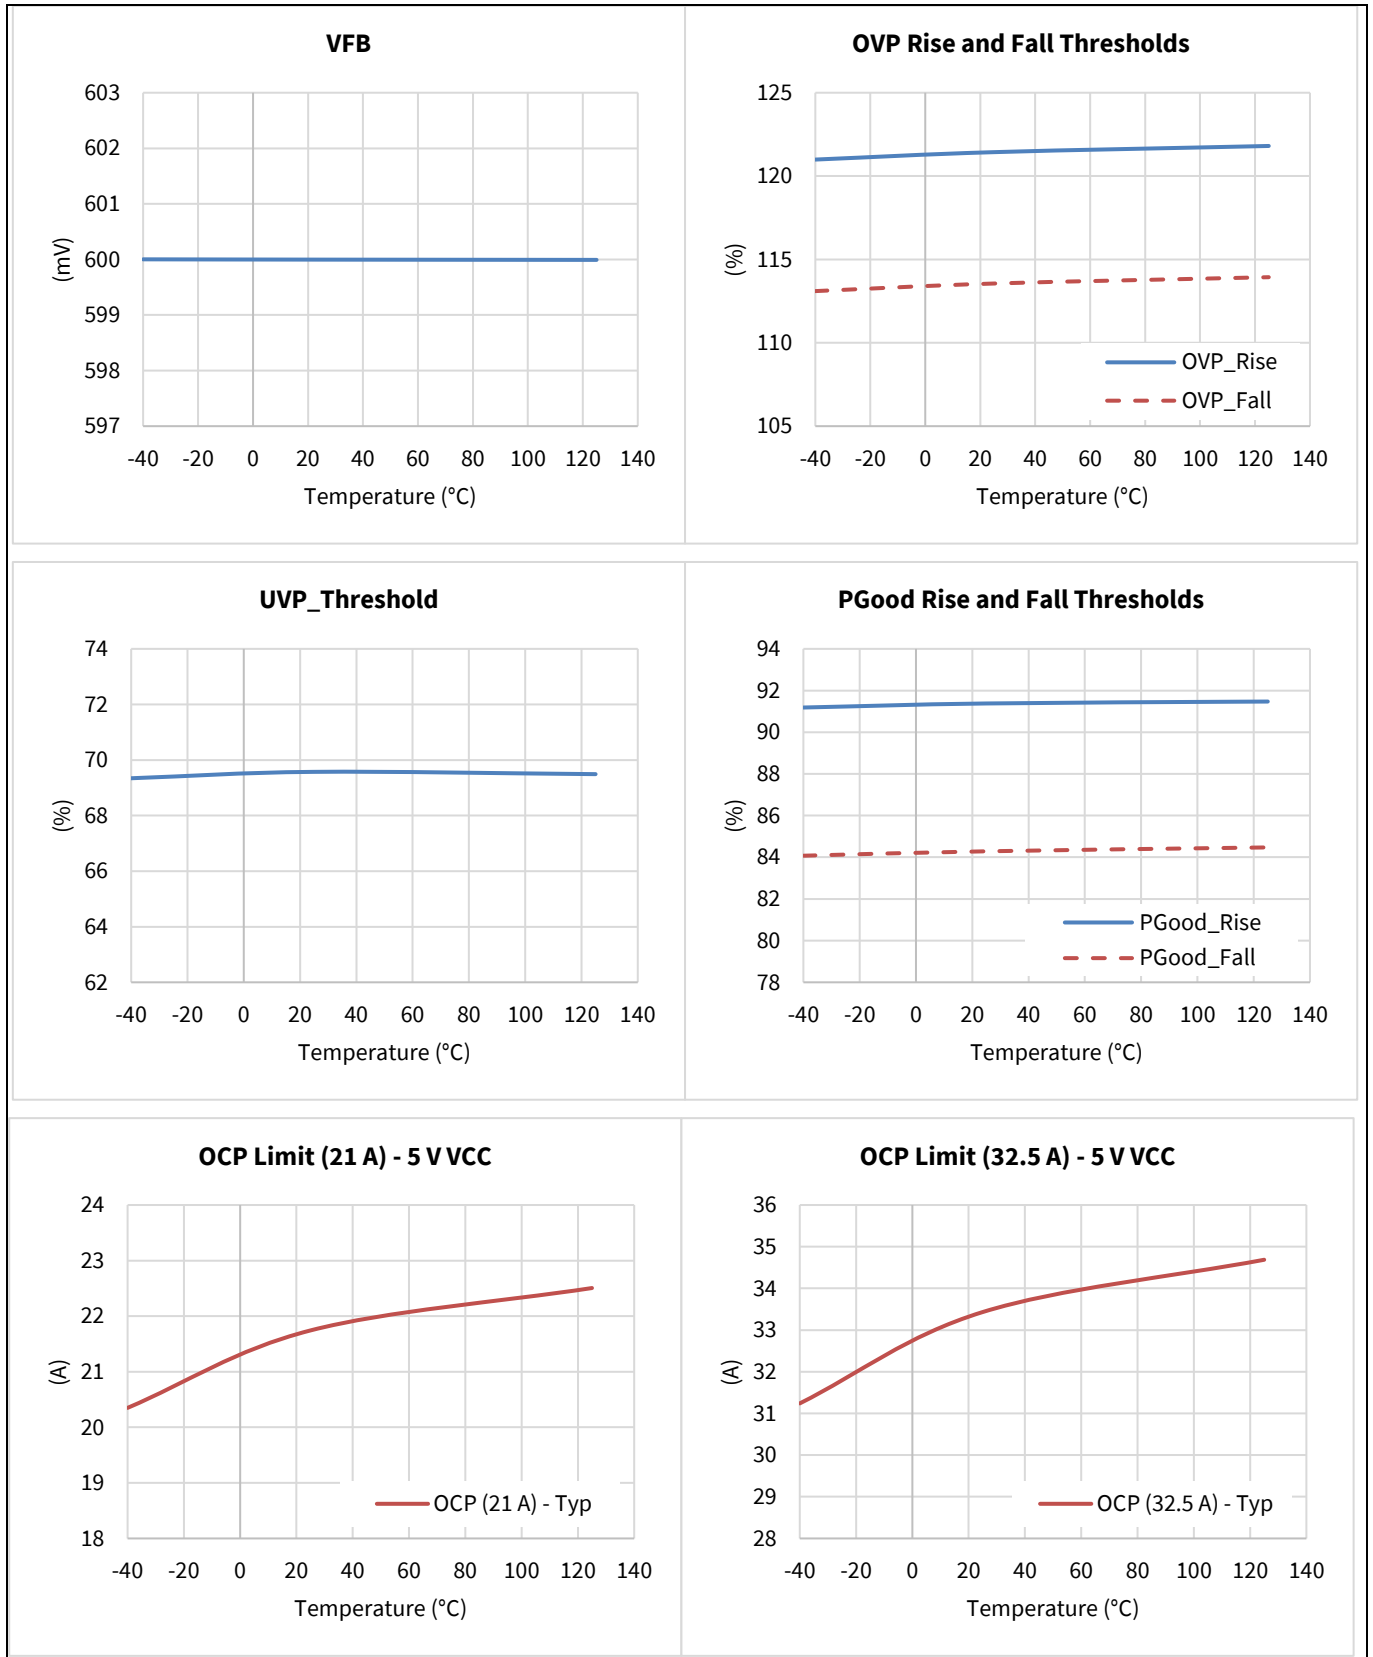 VFB
603
602
601
600
599
598
597
(mV)
-40 -20 0 20 40 60 80 100 120 140
Temperature (°C)
OVP Rise and Fall Thresholds
125
120
115
110
105
(%)
OVP_Rise
OVP_Fall
-40 -20 0 20 40 60 80 100 120 140
Temperature (°C)
UVP_Threshold
74
72
70
68
66
64
62
(%)
-40 -20 0 20 40 60 80 100 120 140
Temperature (°C)
PGood Rise and Fall Thresholds
94
92
90
88
86
84
82
80
78
(%)
PGood_Rise
PGood_Fall
-40 -20 0 20 40 60 80 100 120 140
Temperature (°C)
OCP Limit (21 A) - 5 V VCC
24
23
22
21
20
19
18
(A)
OCP (21 A) - Typ
-40 -20 0 20 40 60 80 100 120 140
Temperature (°C)
OCP Limit (32.5 A) - 5 V VCC
36
35
34
33
32
31
30
29
28
(A)
OCP (32.5 A) - Typ
-40 -20 0 20 40 60 80 100 120 140
Temperature (°C)